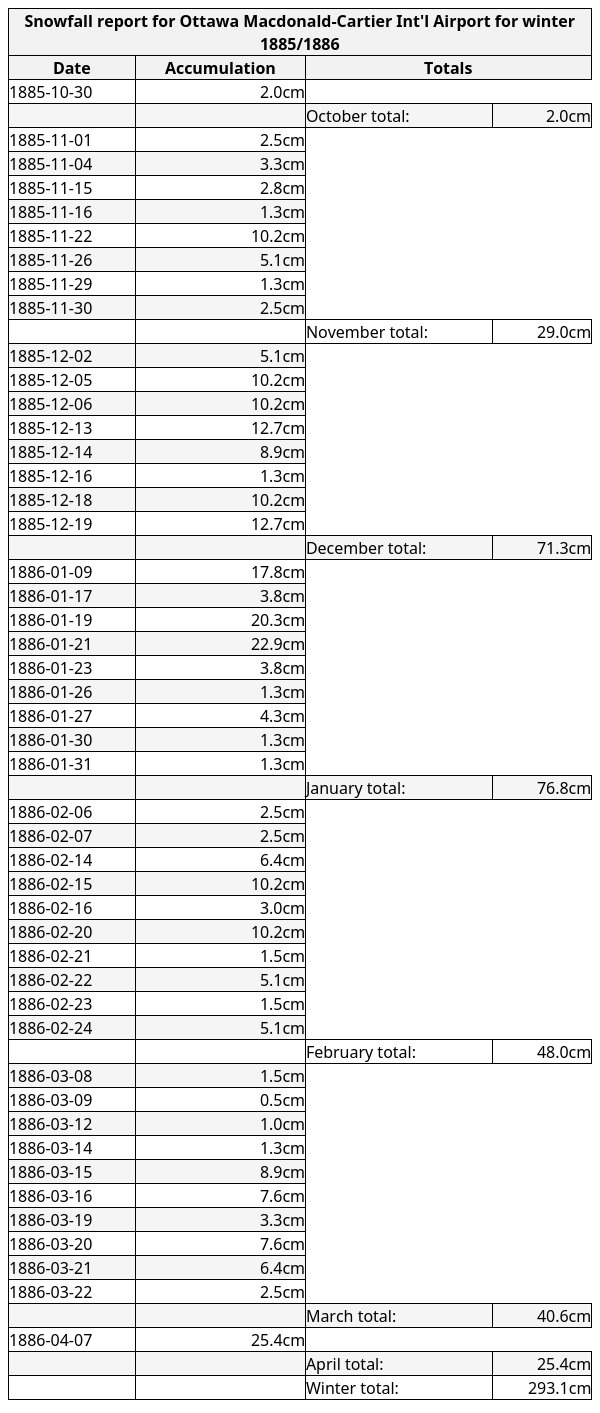 Snowfall report for Ottawa Macdonald-Cartier Int'l Airport for winter
1885/1886
Date Accumulation Totals
1885-10-30 2.0cm
October total: 2.0cm
1885-11-01 2.5cm
1885-11-04 3.3cm
1885-11-15 2.8cm
1885-11-16 1.3cm
1885-11-22 10.2cm
1885-11-26 5.1cm
1885-11-29 1.3cm
1885-11-30 2.5cm
November total: 29.0cm
1885-12-02 5.1cm
1885-12-05 10.2cm
1885-12-06 10.2cm
1885-12-13 12.7cm
1885-12-14 8.9cm
1885-12-16 1.3cm
1885-12-18 10.2cm
1885-12-19 12.7cm
December total: 71.3cm
1886-01-09 17.8cm
1886-01-17 3.8cm
1886-01-19 20.3cm
1886-01-21 22.9cm
1886-01-23 3.8cm
1886-01-26 1.3cm
1886-01-27 4.3cm
1886-01-30 1.3cm
1886-01-31 1.3cm
January total: 76.8cm
1886-02-06 2.5cm
1886-02-07 2.5cm
1886-02-14 6.4cm
1886-02-15 10.2cm
1886-02-16 3.0cm
1886-02-20 10.2cm
1886-02-21 1.5cm
1886-02-22 5.1cm
1886-02-23 1.5cm
1886-02-24 5.1cm
February total: 48.0cm
1886-03-08 1.5cm
1886-03-09 0.5cm
1886-03-12 1.0cm
1886-03-14 1.3cm
1886-03-15 8.9cm
1886-03-16 7.6cm
1886-03-19 3.3cm
1886-03-20 7.6cm
1886-03-21 6.4cm
1886-03-22 2.5cm
March total: 40.6cm
1886-04-07 25.4cm
April total: 25.4cm
Winter total: 293.1cm